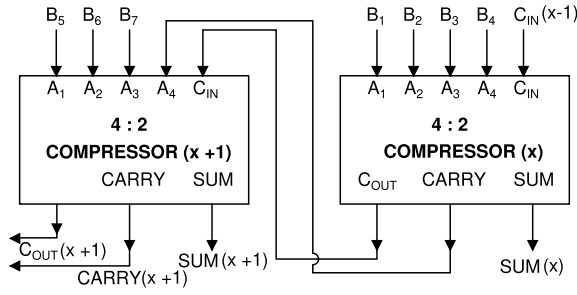 B5 B6 B7 B1 B2 B3 B4 CIN(x-1)
A1 A2 A3 A4 CIN A1 A2 A3 A4 CIN
4 : 2 4 : 2
COMPRESSOR (x +1) COMPRESSOR (x)
CARRY SUM COUT CARRY SUM
COUT(x +1) SUM(x +1) SUM(x)
CARRY(x +1)